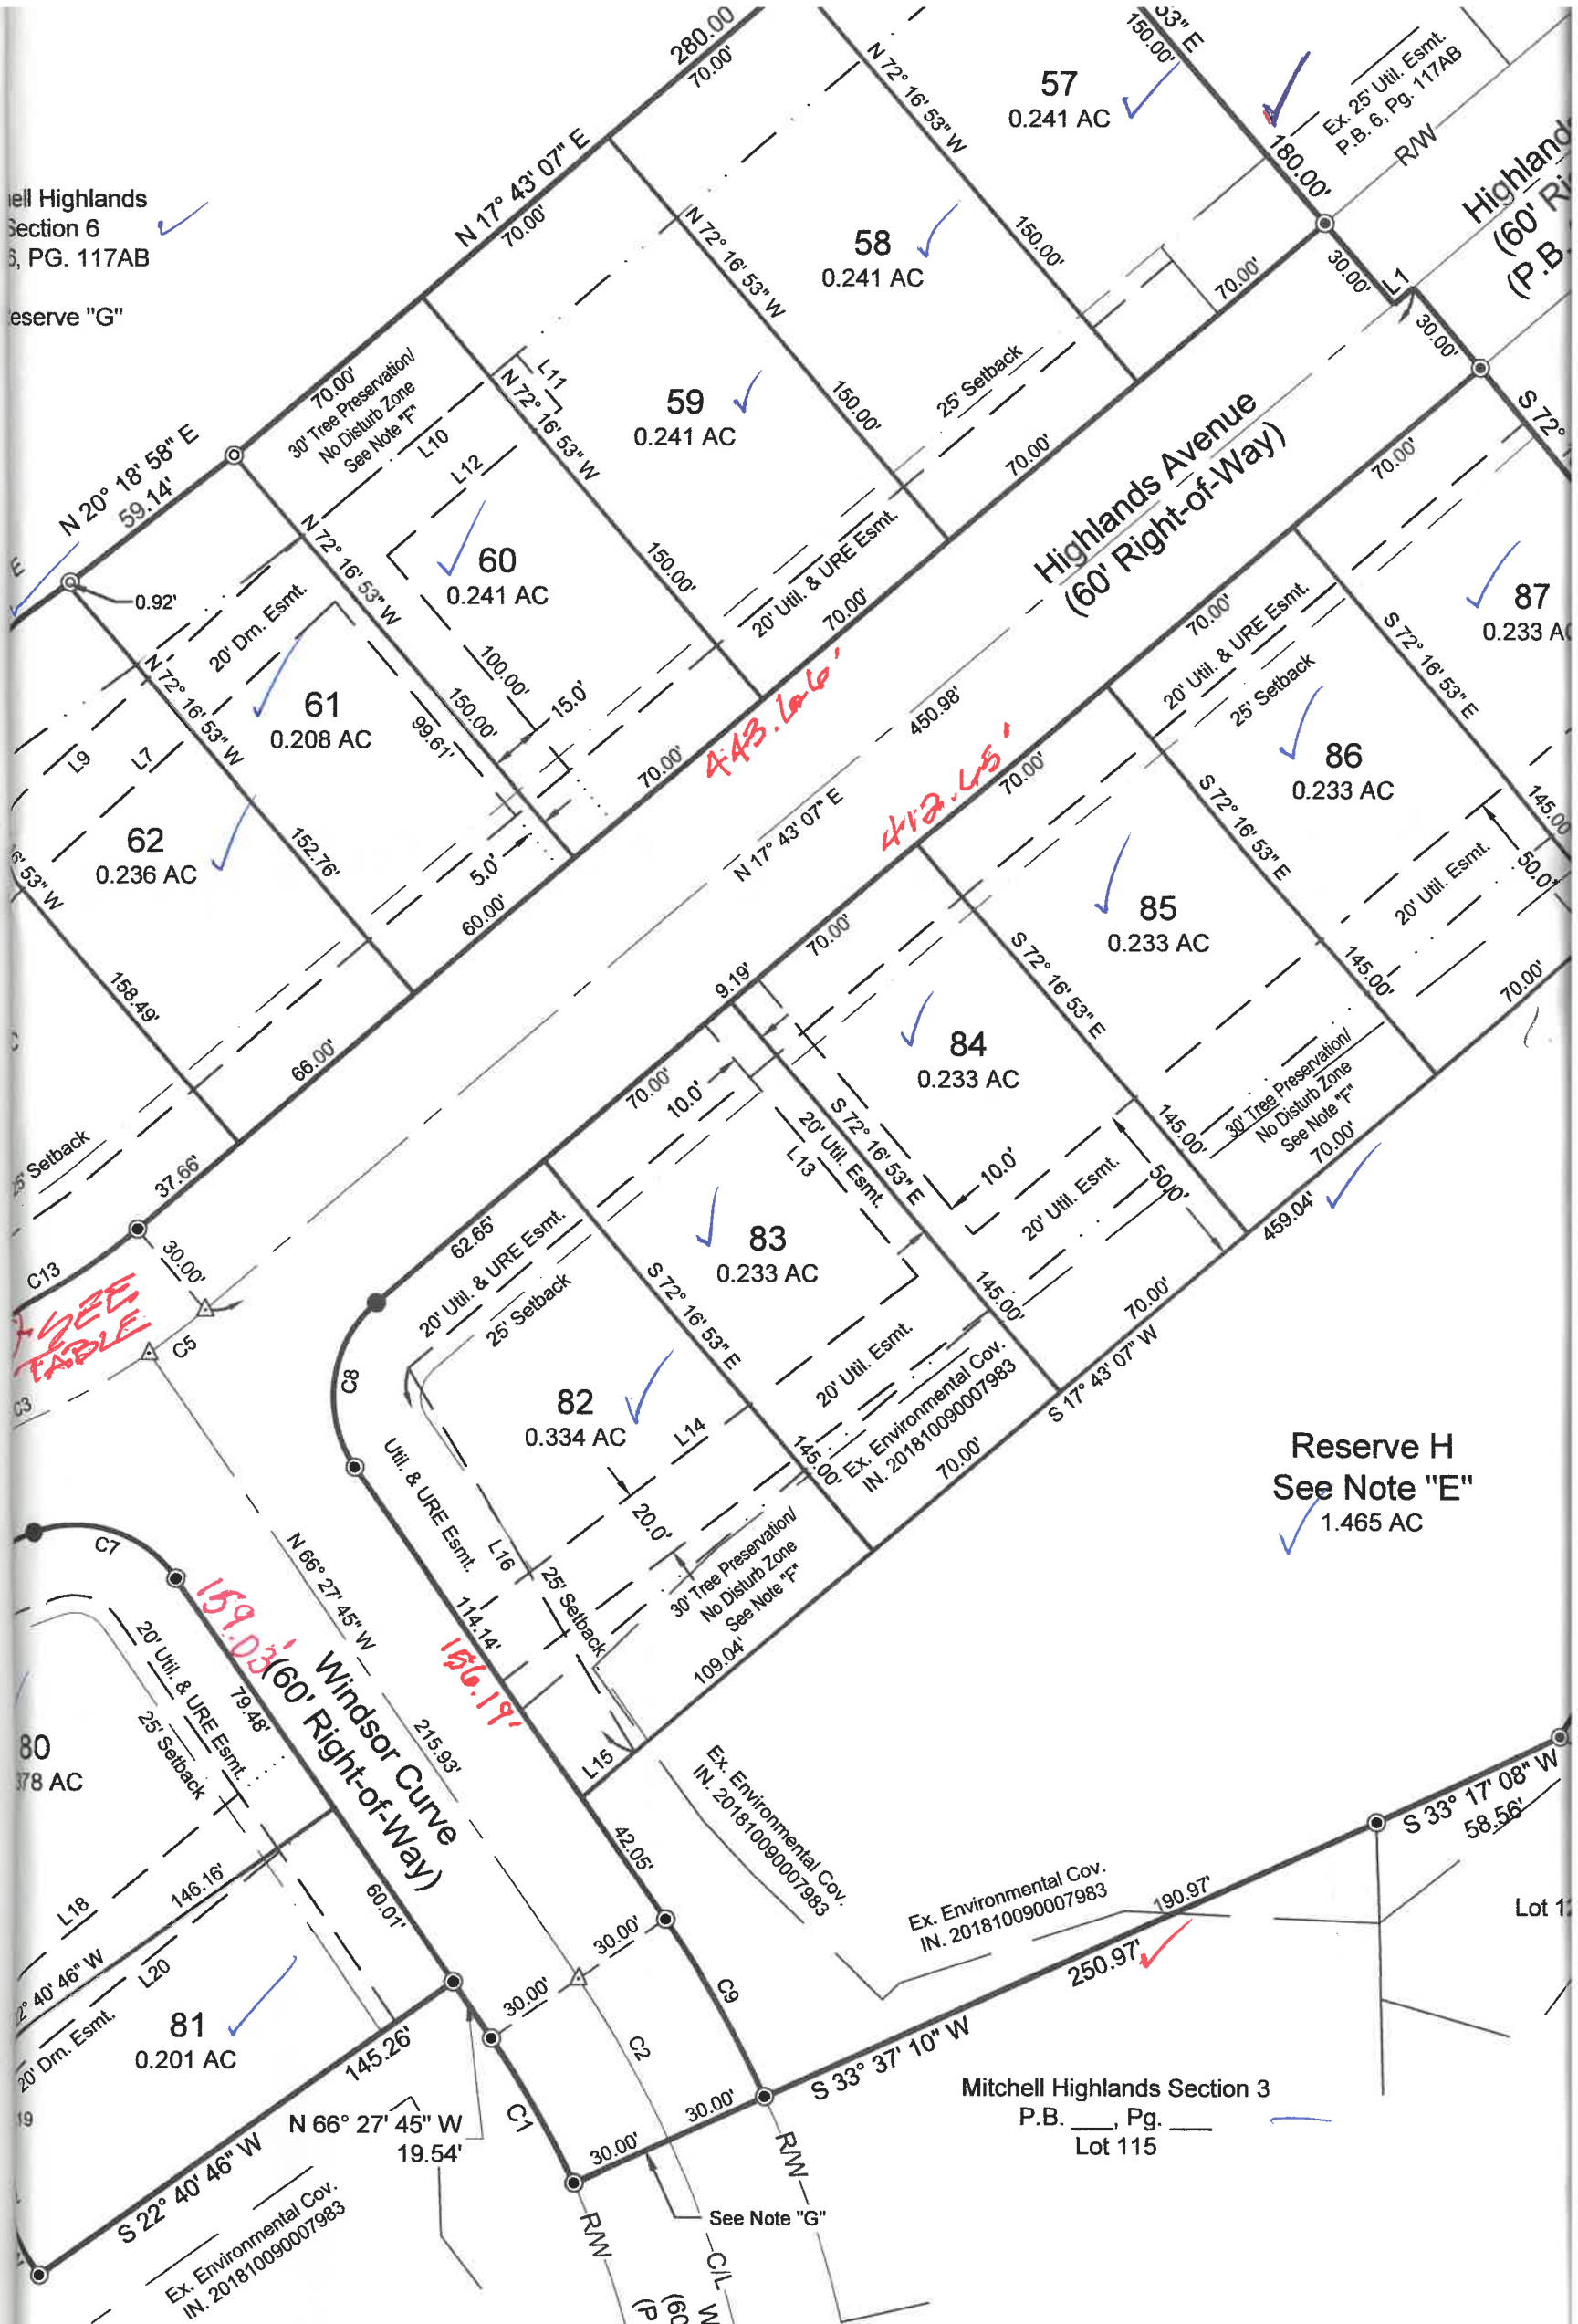 280.00
70.00'
N 17° 43' 07" E
70.00'
70.00'
N 20° 18' 58" E
59.14'
0.92'
ell Highlands
Section 6
, PG. 117AB
eserve "G"
53" E
150.00'
180.00'
Ex. 25' Util. Esmt.
P.B. 6, Pg. 117AB
R/W
Highland
(60' Ri
(P.B.
30.00'
L1
30.00'
S 72°
57
0.241 AC
N 72° 16' 53" W
150.00'
58
0.241 AC
N 72° 16' 53" W
150.00'
59
0.241 AC
N 72° 16' 53" W
150.00'
L11
30' Tree Preservation/
No Disturb Zone
See Note "F"
L10
L12
60
0.241 AC
N 72° 16' 53" W
150.00'
100.00'
15.0'
20' Drn. Esmt.
61
0.208 AC
99.61'
N 72° 16' 53" W
152.76'
L9
L7
62
0.236 AC
6' 53" W
158.49'
5.0'
25' Setback
20' Util. & URE Esmt.
70.00'
70.00'
70.00'
70.00'
60.00'
66.00'
37.66'
443.66'
Highlands Avenue
(60' Right-of-Way)
450.98'
N 17° 43' 07" E
412.45'
25' Setback
C13
30.00'
SEE
TABLE
C5
C3
70.00'
70.00'
70.00'
70.00'
9.19'
70.00'
62.65'
20' Util. & URE Esmt.
25' Setback
87
0.233 A
S 72° 16' 53" E
145.00
86
0.233 AC
S 72° 16' 53" E
145.00'
50.0'
20' Util. Esmt.
70.00'
85
0.233 AC
S 72° 16' 53" E
145.00'
30' Tree Preservation/
No Disturb Zone
See Note "F"
70.00'
459.04'
84
0.233 AC
S 72° 16' 53" E
145.00'
10.0'
50.0'
20' Util. Esmt.
70.00'
10.0'
20' Util. Esmt.
L13
83
0.233 AC
S 72° 16' 53" E
145.00'
20' Util. Esmt.
Ex. Environmental Cov.
IN. 201810090007983
70.00'
S 17° 43' 07" W
20' Util. & URE Esmt.
25' Setback
C8
82
0.334 AC
L14
20.0'
Util. & URE Esmt.
L16
25' Setback
30' Tree Preservation/
No Disturb Zone
See Note "F"
109.04'
114.14'
156.19'
L15
42.05'
Reserve H
See Note "E"
1.465 AC
C7
159.03'
N 66° 27' 45" W
215.93'
Windsor Curve
(60' Right-of-Way)
79.48'
20' Util. & URE Esmt.
25' Setback
80
378 AC
60.01'
L18
146.16'
2° 40' 46" W
L20
20' Drn. Esmt.
81
0.201 AC
145.26'
19
S 22° 40' 46" W
N 66° 27' 45" W
19.54'
Ex. Environmental Cov.
IN. 201810090007983
30.00'
30.00'
C9
C2
C1
30.00'
30.00'
See Note "G"
R/W
R/W
C/L
W
(60
(P
Ex. Environmental Cov.
IN. 201810090007983
Ex. Environmental Cov.
IN. 201810090007983
190.97'
250.97'
S 33° 37' 10" W
S 33° 17' 08" W
58.56'
Lot 1
Mitchell Highlands Section 3
P.B. ___, Pg. ___
Lot 115